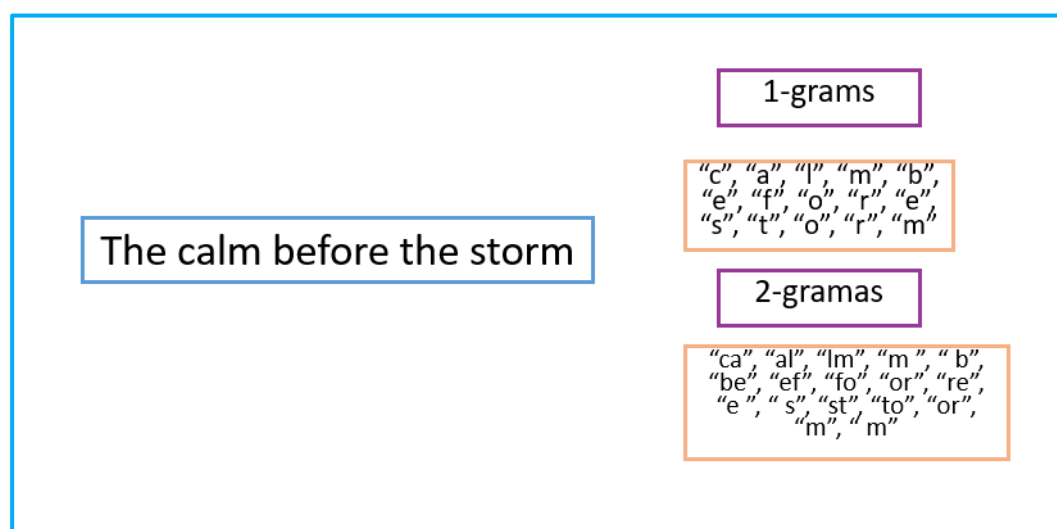 The calm before the storm
1-grams
“c”, “a”, “l”, “m”, “b”,
“e”, “f”, “o”, “r”, “e”,
“s”, “t”, “o”, “r”, “m”
2-gramas
“ca”, “al”, “lm”, “m ”, “ b”,
“be”, “ef”, “fo”, “or”, “re”,
“e ”, “ s”, “st”, “to”, “or”,
“m”, “ m”